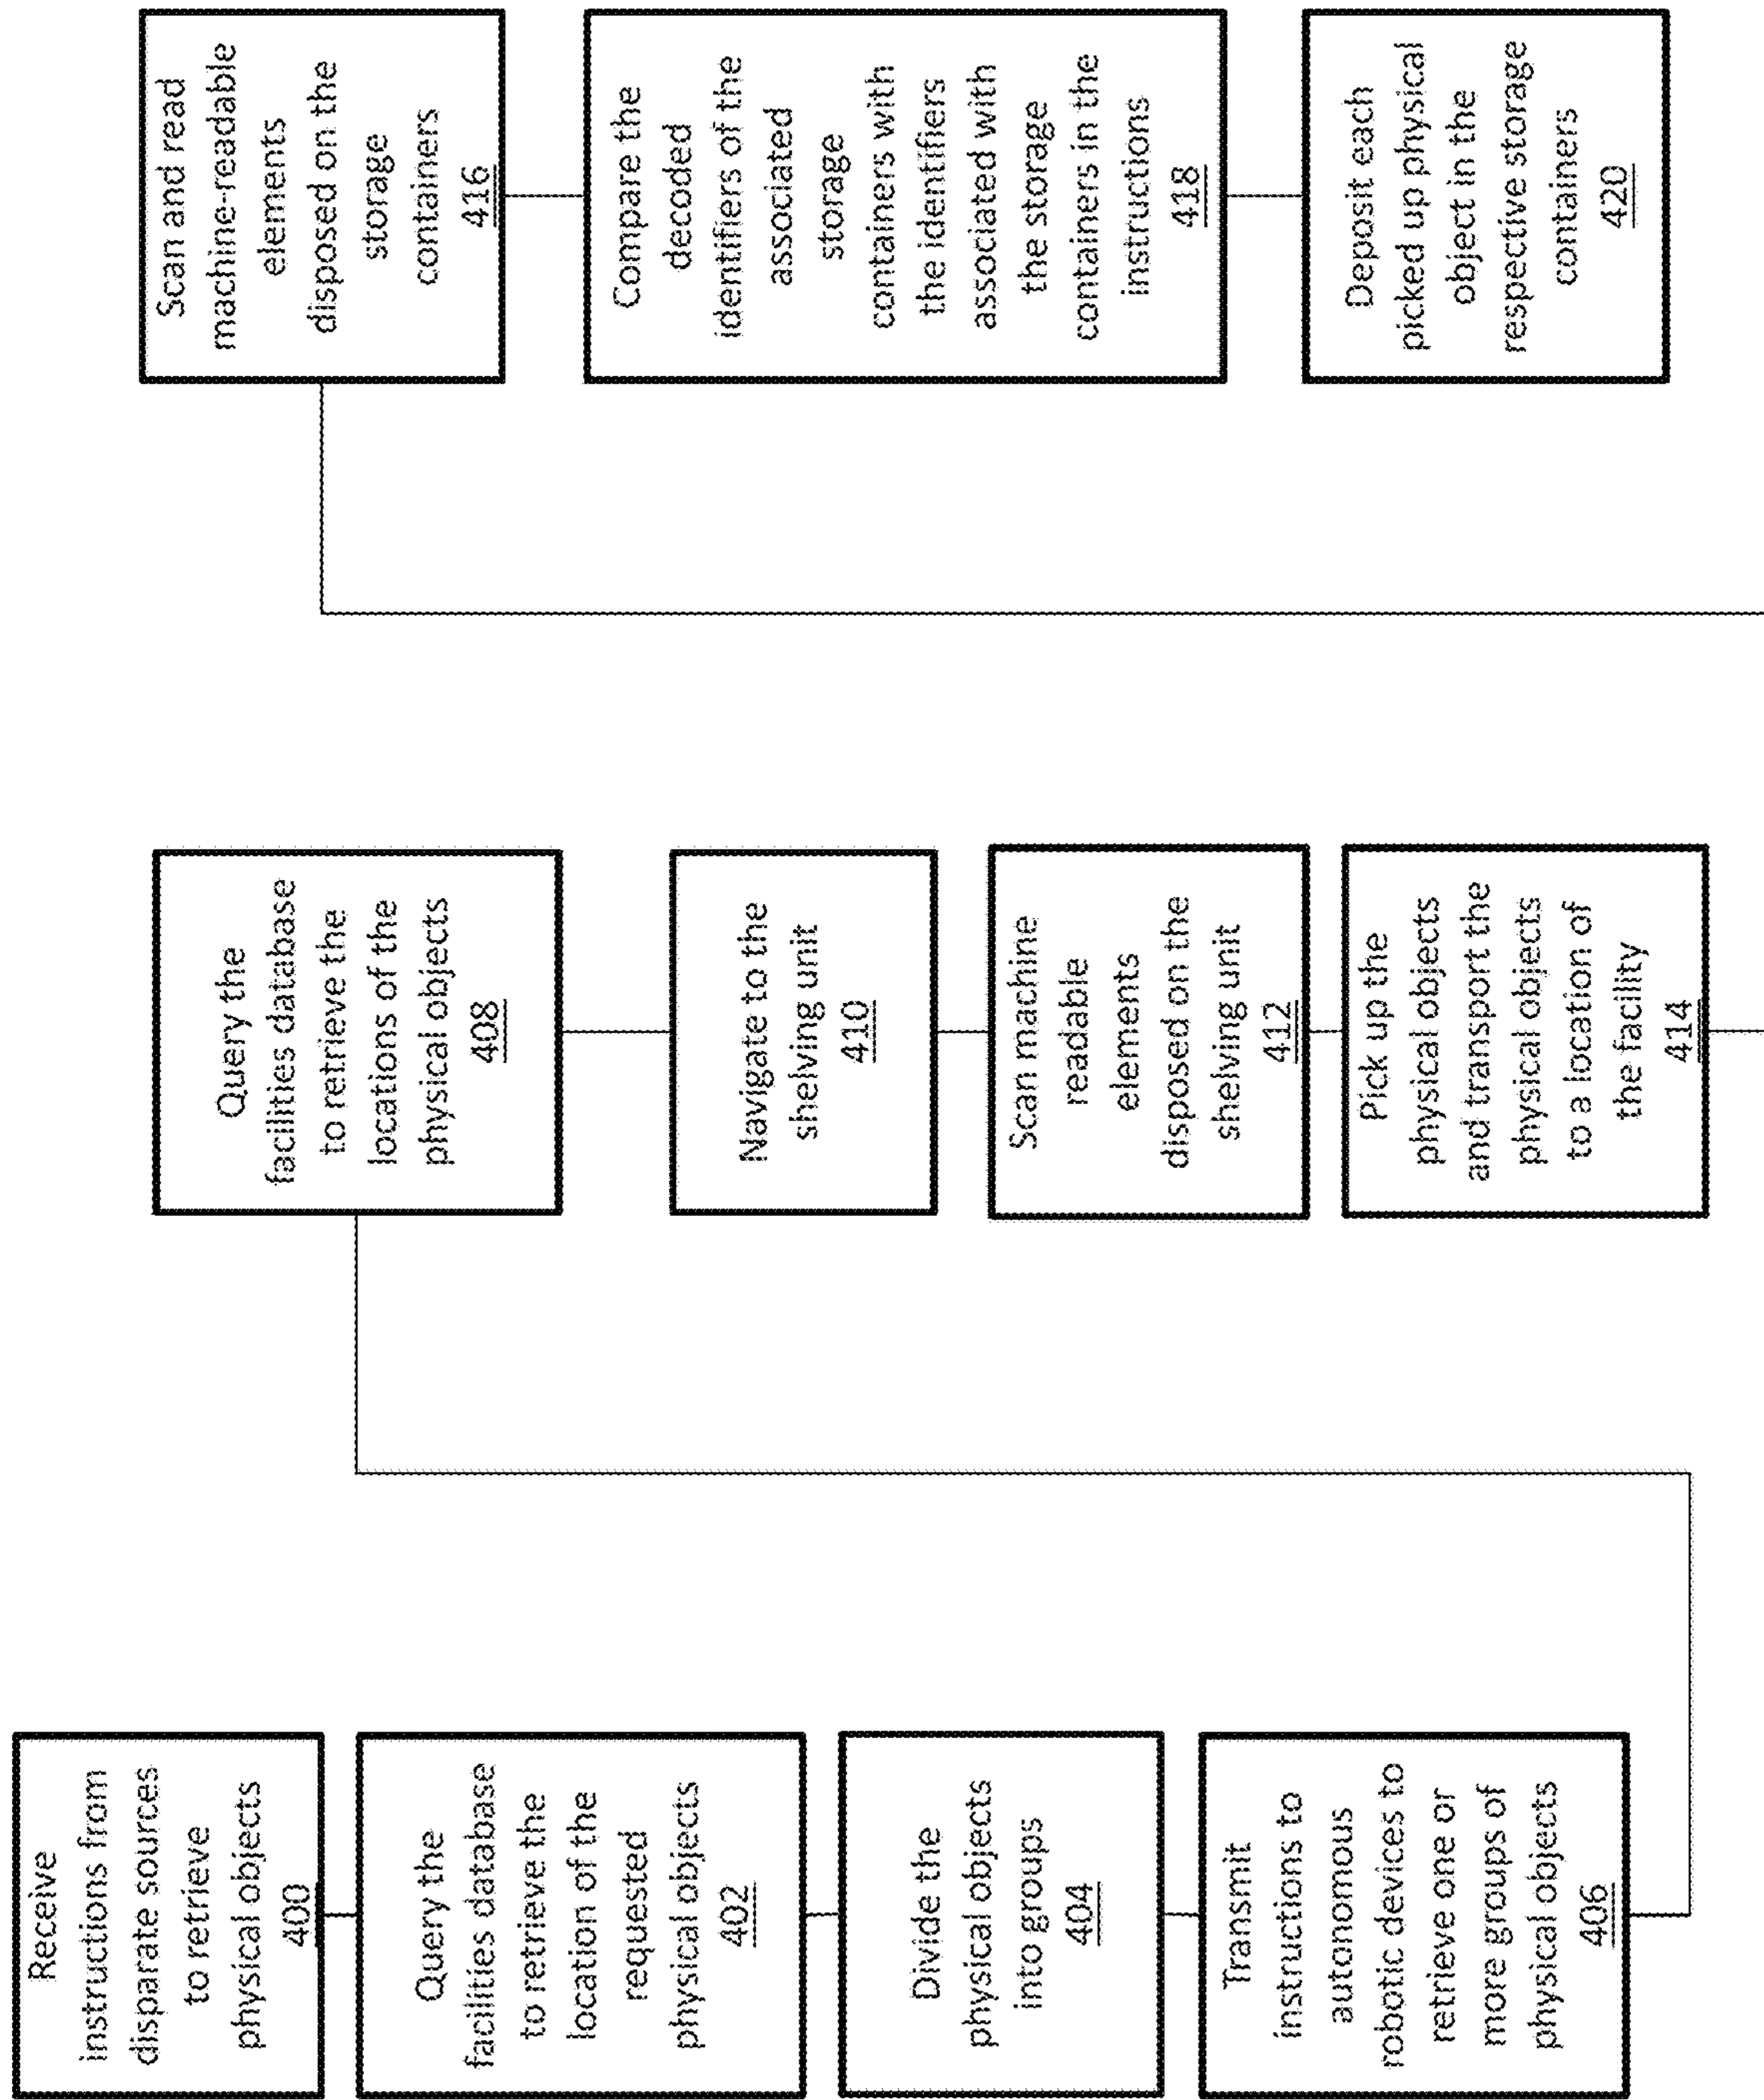 Receive
instructions from
disparate sources
to retrieve
physical objects
400
Query the
facilities database
to retrieve the
location of the
requested
physical objects
402
Divide the
physical objects
into groups
404
Transmit
instructions to
autonomous
robotic devices to
retrieve one or
more groups of
physical objects
406
Query the
facilities database
to retrieve the
locations of the
physical objects
408
Navigate to the
shelving unit
410
Scan machine
readable
elements
disposed on the
shelving unit
412
Pick up the
physical objects
and transport the
physical objects
to a location of
the facility
414
Scan and read
machine-readable
elements
disposed on the
storage
containers
416
Compare the
decoded
identifiers of the
associated
storage
containers with
the identifiers
associated with
the storage
containers in the
instructions
418
Deposit each
picked up physical
object in the
respective storage
containers
420